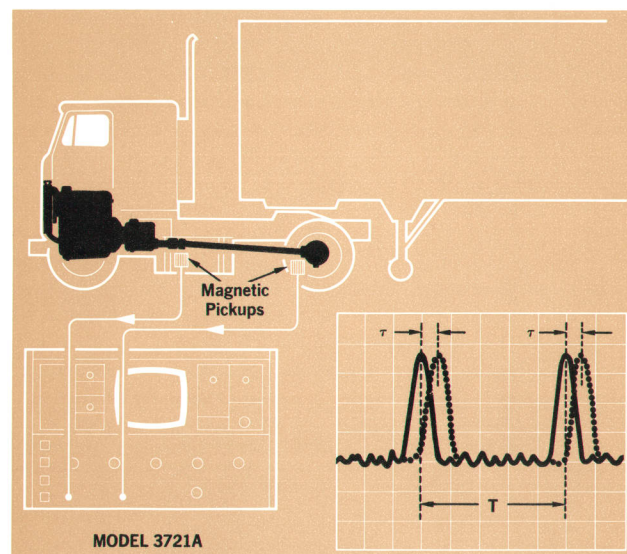 Magnetic
Pickups
τ τ
T
MODEL 3721A